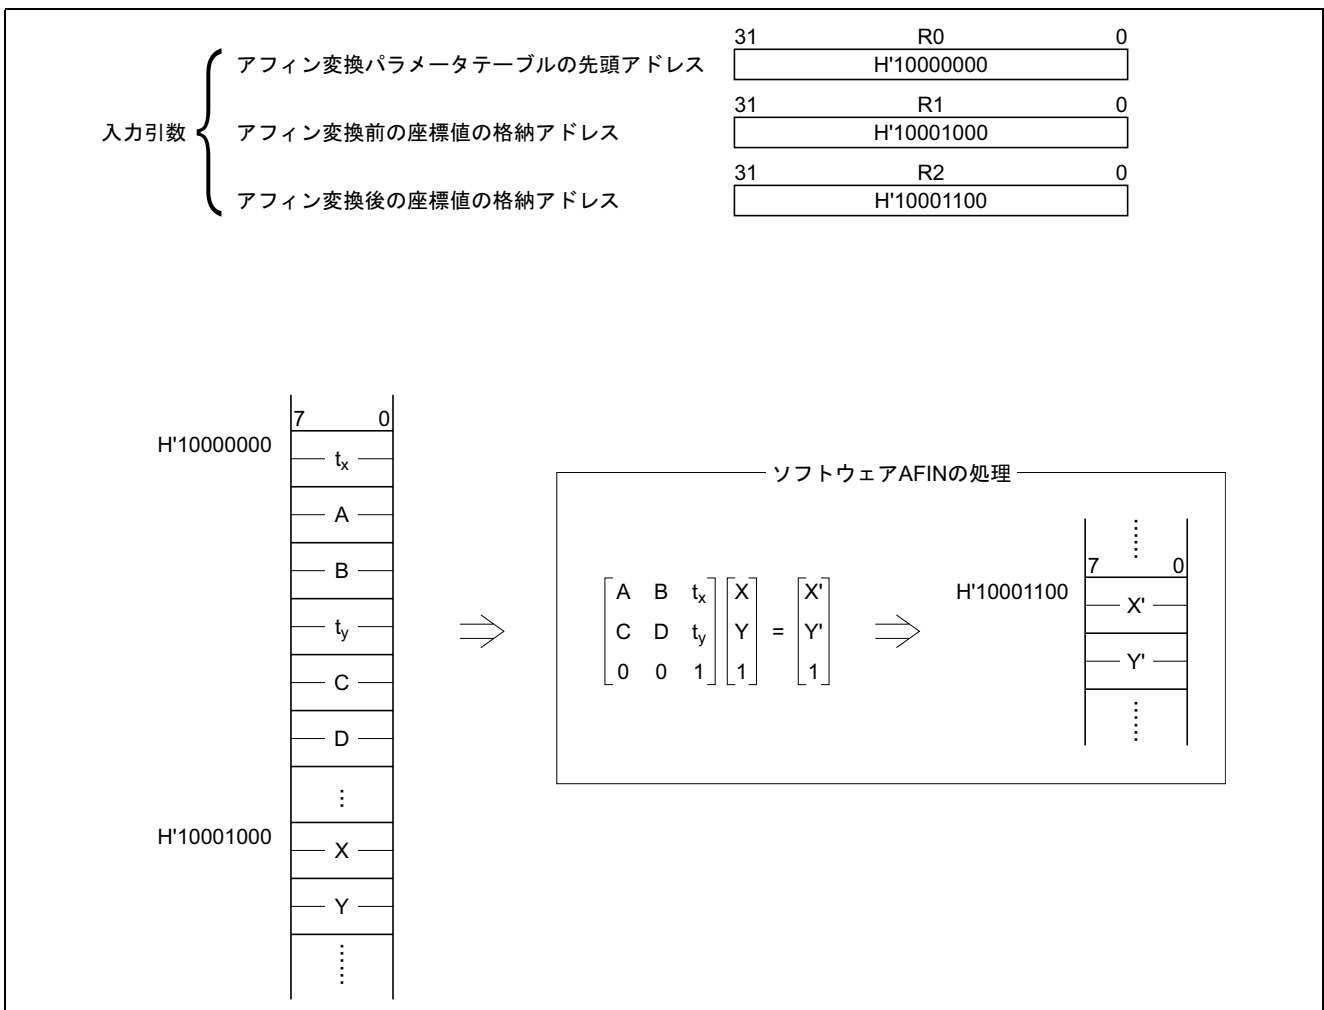 31 R0 0
アフィン変換パラメータテーブルの先頭アドレス H'10000000
31 R1 0
入力引数 アフィン変換前の座標値の格納アドレス H'10001000
31 R2 0
アフィン変換後の座標値の格納アドレス H'10001100
7 0
H'10000000
tx
A
B
ty
C
D
⋮
H'10001000
X
Y
ソフトウェアAFINの処理
A B tx X X'
C D ty Y = Y'
0 0 1 1 1
7 0
H'10001100
X'
Y'